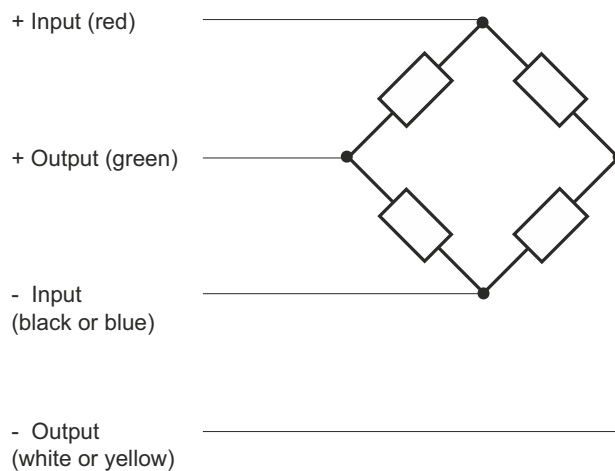 + Input (red)
+ Output (green)
- Input
(black or blue)
- Output
(white or yellow)